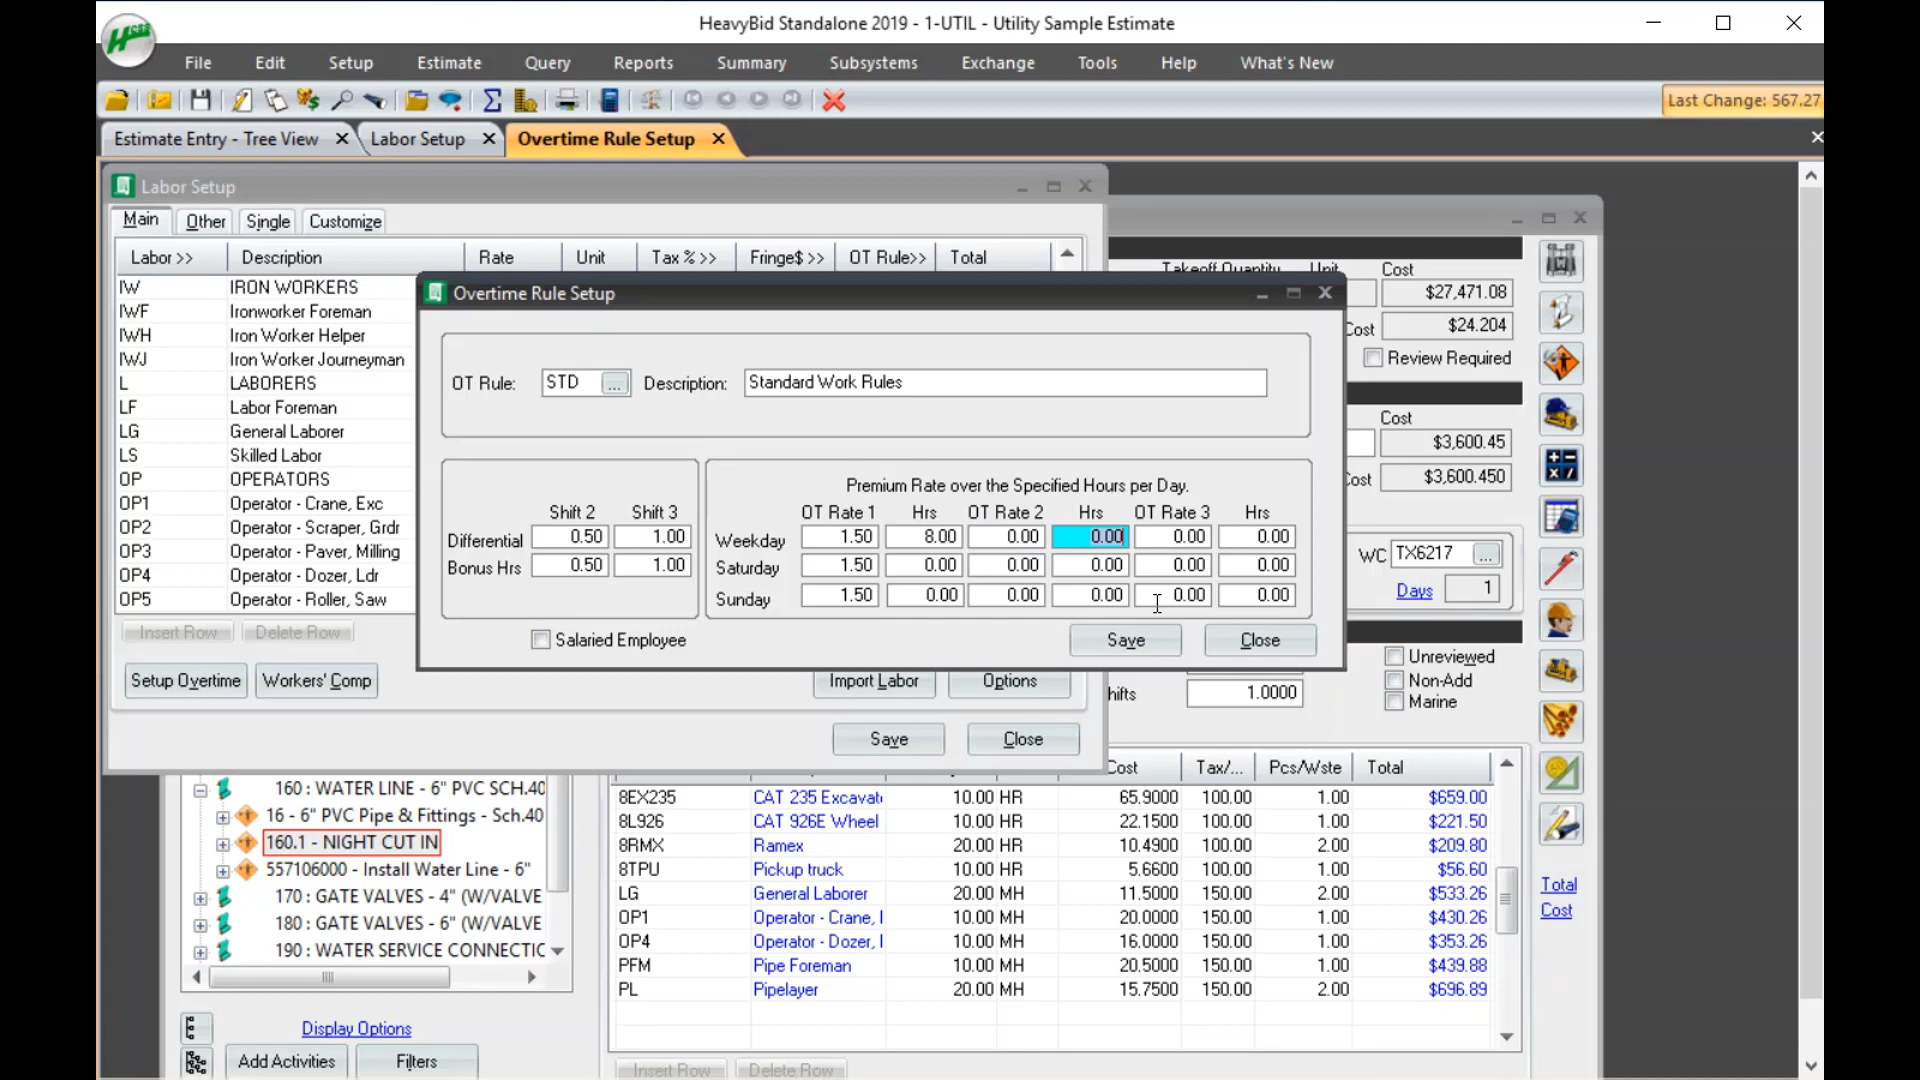 HeavyBid Standalone 2019 - 1-UTIL - Utility Sample Estimate
HCSS
File Edit Setup Estimate Query Reports Summary Subsystems Exchange Tools Help What's New
Last Change: 567.27
Estimate Entry - Tree View Labor Setup Overtime Rule Setup
Labor Setup
Main Other Single Customize
Labor >> Description Rate Unit Tax % >> Fringe$ >> OT Rule>> Total
IW IRON WORKERS
IWF Ironworker Foreman
IWH Iron Worker Helper
IWJ Iron Worker Journeyman
L LABORERS
LF Labor Foreman
LG General Laborer
LS Skilled Labor
OP OPERATORS
OP1 Operator - Crane, Exc
OP2 Operator - Scraper, Grdr
OP3 Operator - Paver, Milling
OP4 Operator - Dozer, Ldr
OP5 Operator - Roller, Saw
Insert Row Delete Row
Setup Overtime Workers' Comp Import Labor Options
Save Close
Overtime Rule Setup
OT Rule: STD ... Description: Standard Work Rules
Shift 2 Shift 3
Differential 0.50 1.00
Bonus Hrs 0.50 1.00
Premium Rate over the Specified Hours per Day.
OT Rate 1 Hrs OT Rate 2 Hrs OT Rate 3 Hrs
Weekday 1.50 8.00 0.00 0.00 0.00 0.00
Saturday 1.50 0.00 0.00 0.00 0.00 0.00
Sunday 1.50 0.00 0.00 0.00 0.00 0.00
Salaried Employee Save Close
Takeoff Quantity Unit Cost
$27,471.08
Cost $24.204
Review Required
Cost
$3,600.45
Cost $3,600.450
WC TX6217 ...
Days 1
Unreviewed
Non-Add
Marine
hifts 1.0000
160 : WATER LINE - 6" PVC SCH.40
16 - 6" PVC Pipe & Fittings - Sch.40
160.1 - NIGHT CUT IN
557106000 - Install Water Line - 6"
170 : GATE VALVES - 4" (W/VALVE
180 : GATE VALVES - 6" (W/VALVE
190 : WATER SERVICE CONNECTIC
Display Options
Add Activities Filters
Cost Tax/... Pcs/Wste Total
8EX235 CAT 235 Excavat 10.00 HR 65.9000 100.00 1.00 $659.00
8L926 CAT 926E Wheel 10.00 HR 22.1500 100.00 1.00 $221.50
8RMX Ramex 10.00 HR 10.4900 100.00 2.00 $209.80
8TPU Pickup truck 10.00 HR 5.6600 100.00 1.00 $56.60
LG General Laborer 20.00 MH 11.5000 150.00 2.00 $533.26
OP1 Operator - Crane, 10.00 MH 20.0000 150.00 1.00 $430.26
OP4 Operator - Dozer, 10.00 MH 16.0000 150.00 1.00 $353.26
PFM Pipe Foreman 10.00 MH 20.5000 150.00 1.00 $439.88
PL Pipelayer 20.00 MH 15.7500 150.00 2.00 $696.89
Insert Row Delete Row
Total
Cost